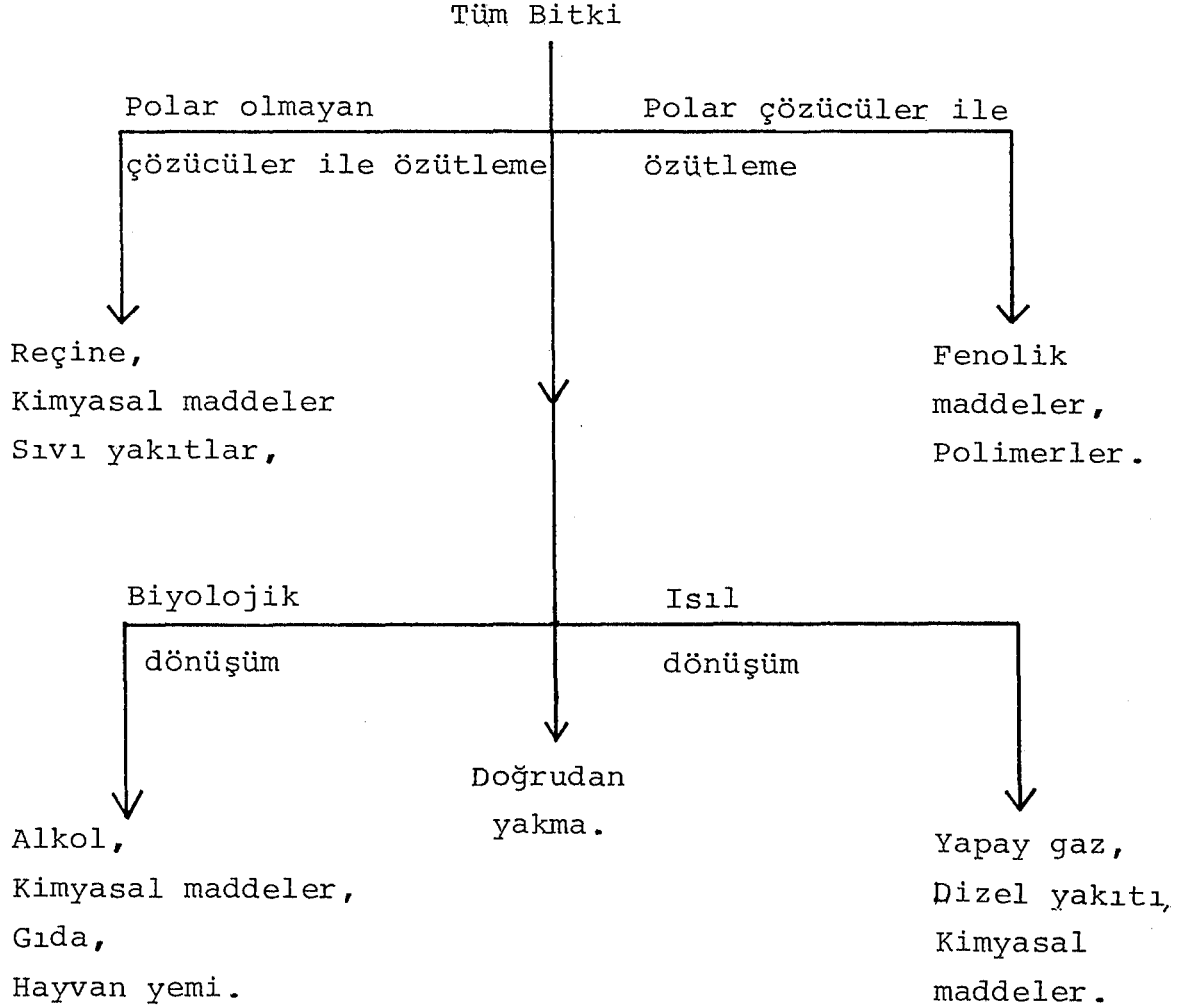 Tüm Bitki
Polar olmayan
çözücüler ile özütleme
Polar çözücüler ile
özütleme
Reçine,
Kimyasal maddeler
Sıvı yakıtlar,
Fenolik
maddeler,
Polimerler.
Biyolojik
dönüşüm
Isıl
dönüşüm
Doğrudan
yakma.
Alkol,
Kimyasal maddeler,
Gıda,
Hayvan yemi.
Yapay gaz,
Dizel yakıtı,
Kimyasal
maddeler.